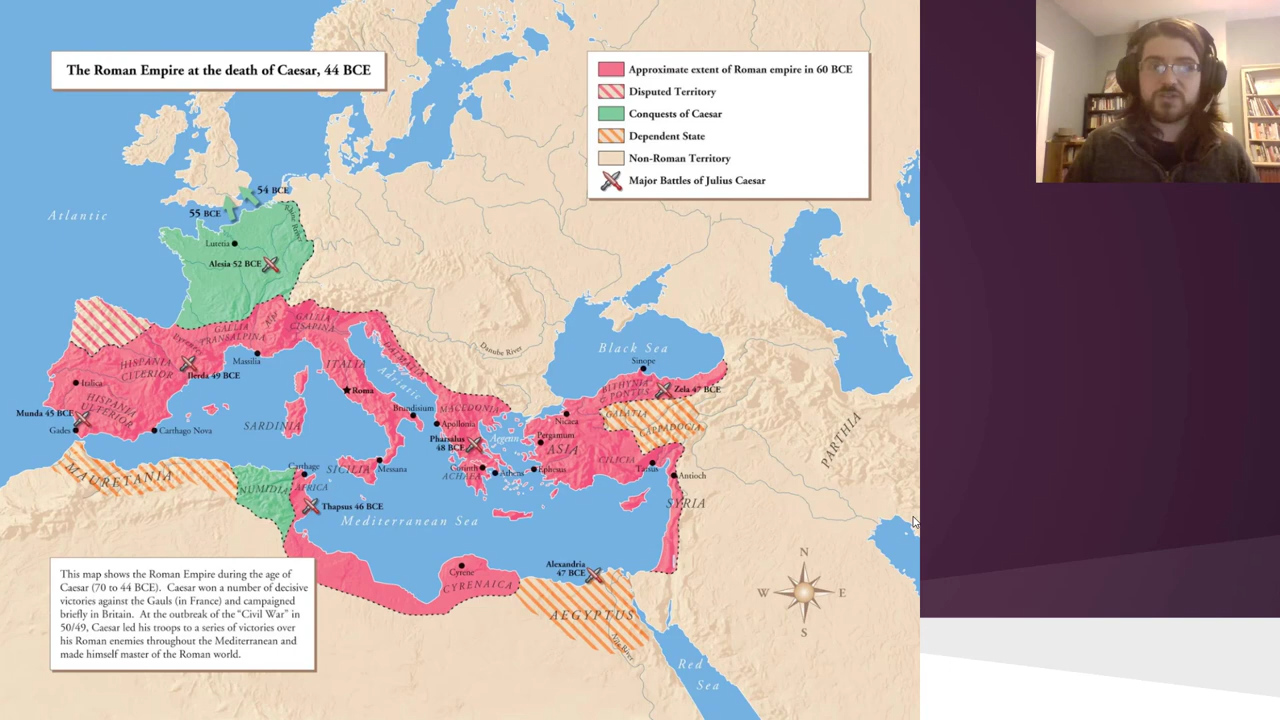 The Roman Empire at the death of Caesar, 44 BCE
Approximate extent of Roman empire in 60 BCE
Disputed Territory
Conquests of Caesar
Dependent State
Non-Roman Territory
Major Battles of Julius Caesar
54 BCE
55 BCE
Atlantic
Rhine River
Lutetia
Alesia 52 BCE
GALLIA
TRANSALPINA
GALLIA
CISALPINA
Pyrenees
Massilia
HISPANIA
CITERIOR
Ilerda 49 BCE
Italica
HISPANIA
ULTERIOR
Munda 45 BCE
Gades
Carthago Nova
ITALIA
Roma
DALMATIA
Adriatic
Danube River
Black Sea
Sinope
BITHYNIA
PONTUS
Zela 47 BCE
GALATIA
CAPPADOCIA
Nicaea
Pergamum
ASIA
CILICIA
Tarsus
Antioch
PARTHIA
SYRIA
Brundisium
MACEDONIA
Apollonia
Pharsalus
48 BCE
Aegean
Corinth
ACHAEA
Athens
Ephesus
SARDINIA
SICILIA
Messana
MAURETANIA
NUMIDIA
Carthage
AFRICA
Thapsus 46 BCE
Mediterranean Sea
Cyrene
CYRENAICA
Alexandria
47 BCE
AEGYPTUS
Nile River
Red
Sea
N
W
E
S
This map shows the Roman Empire during the age of
Caesar (70 to 44 BCE). Caesar won a number of decisive
victories against the Gauls (in France) and campaigned
briefly in Britain. At the outbreak of the “Civil War” in
50/49, Caesar led his troops to a series of victories over
his Roman enemies throughout the Mediterranean and
made himself master of the Roman world.